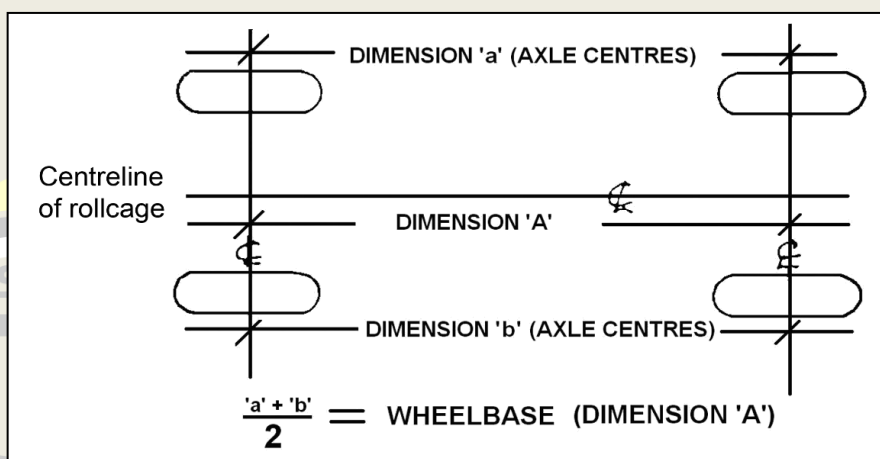 DIMENSION 'a' (AXLE CENTRES)
Centreline
of rollcage
℄
DIMENSION 'A'
℄ ℄
DIMENSION 'b' (AXLE CENTRES)
'a' + 'b'
2
= WHEELBASE (DIMENSION 'A')